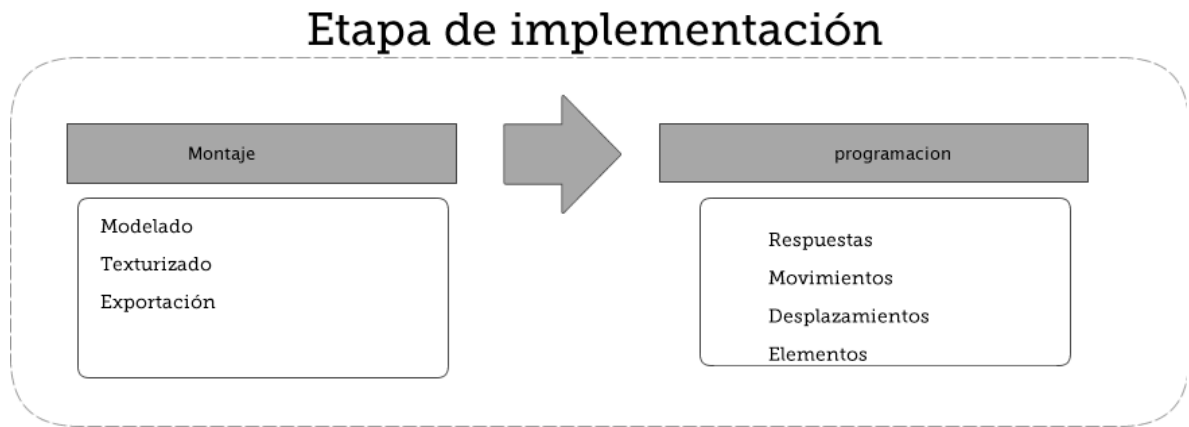 Etapa de implementación
Montaje
Modelado
Texturizado
Exportación
programacion
Respuestas
Movimientos
Desplazamientos
Elementos